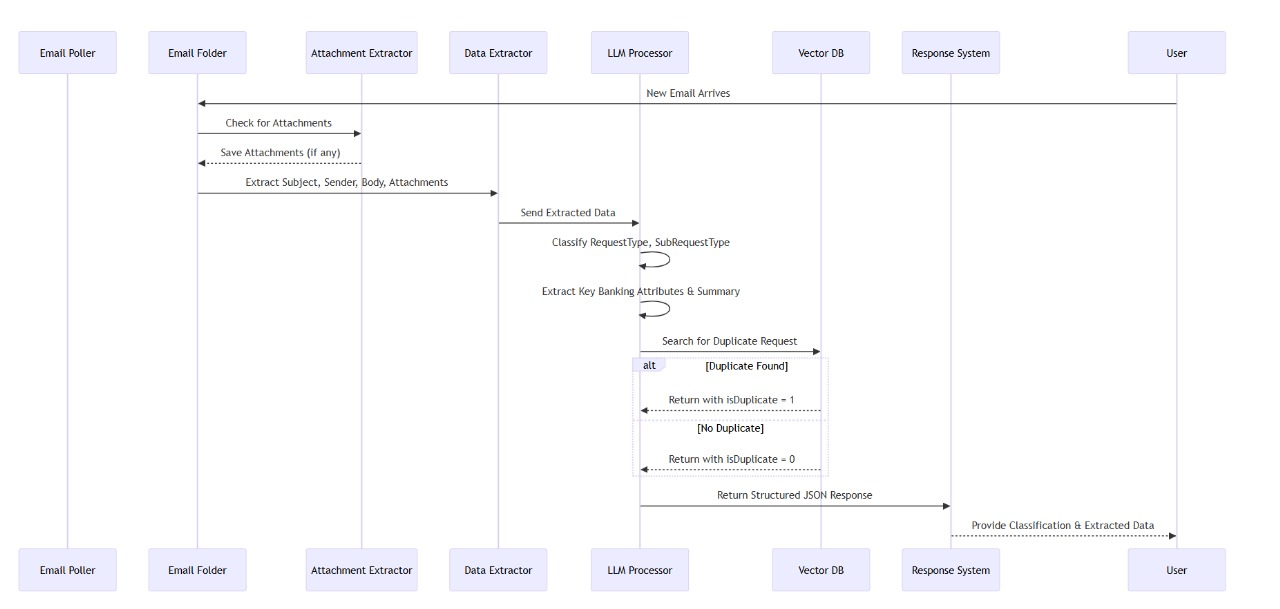 Email Poller
Email Folder
Attachment Extractor
Data Extractor
LLM Processor
Vector DB
Response System
User
New Email Arrives
Check for Attachments
Save Attachments (if any)
Extract Subject, Sender, Body, Attachments
Send Extracted Data
Classify RequestType, SubRequestType
Extract Key Banking Attributes & Summary
Search for Duplicate Request
alt
[Duplicate Found]
Return with isDuplicate = 1
[No Duplicate]
Return with isDuplicate = 0
Return Structured JSON Response
Provide Classification & Extracted Data
Email Poller
Email Folder
Attachment Extractor
Data Extractor
LLM Processor
Vector DB
Response System
User